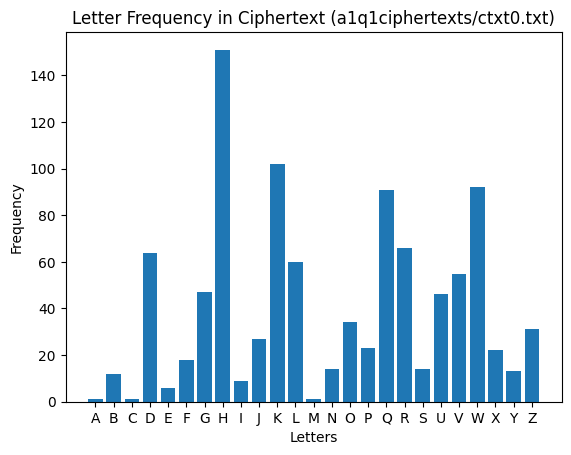 Letter Frequency in Ciphertext (a1q1ciphertexts/ctxt0.txt)
140
120
100
80
60
40
20
0
Frequency
A B C D E F G H I J K L M N O P Q R S U V W X Y Z
Letters